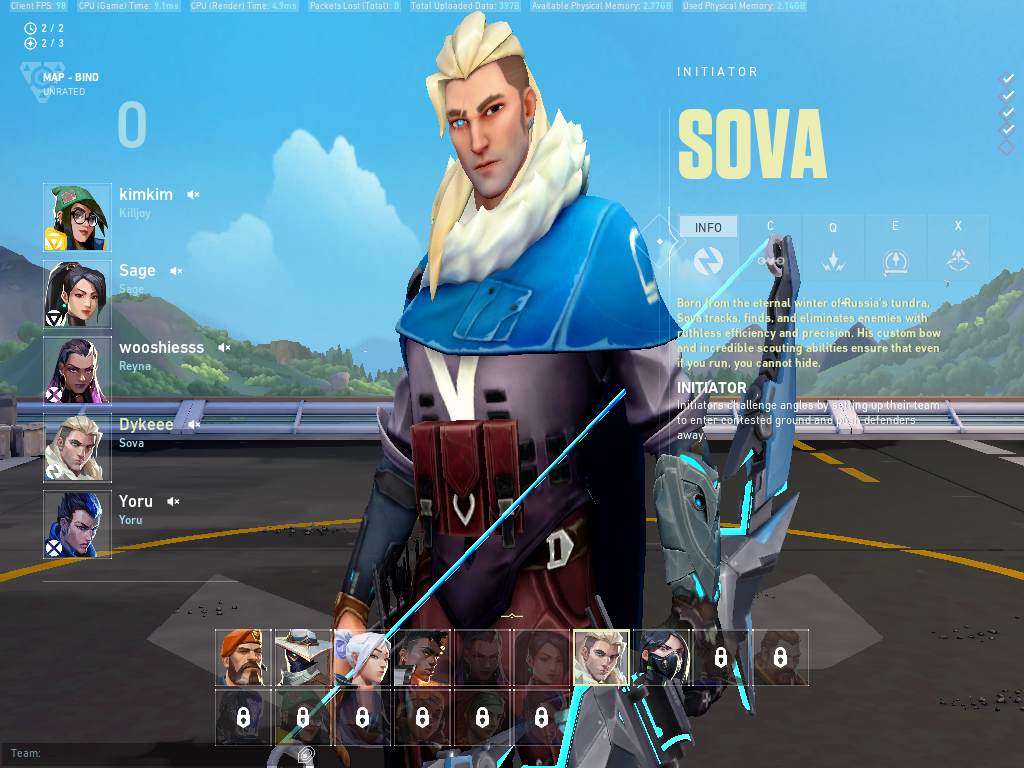 Client FPS: 98 CPU (Game) Time: 9.1ms CPU (Render) Time: 4.9ms Packets Lost (Total): 0 Total Uploaded Data: 397B Available Physical Memory: 2.77GB Used Physical Memory: 2.14GB
2 / 2
2 / 3
MAP - BIND
UNRATED
0
kimkim
Killjoy
Sage
Sage
wooshiesss
Reyna
Dykeee
Sova
Yoru
Yoru
INITIATOR
SOVA
INFO C Q E X
Born from the eternal winter of Russia's tundra,
Sova tracks, finds, and eliminates enemies with
ruthless efficiency and precision. His custom bow
and incredible scouting abilities ensure that even
if you run, you cannot hide.
INITIATOR
Initiators challenge angles by setting up their team
to enter contested ground and push defenders
away.
Team: